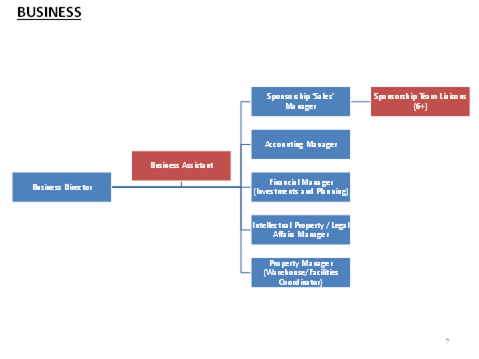 BUSINESS
Sponsorship 'Sales'
Manager
Sponsorship Team Liaisons
(6+)
Accounting Manager
Business Assistant
Business Director
Financial Manager
(Investments and Planning)
Intellectual Property / Legal
Affairs Manager
Property Manager
(Warehouse/Facilities
Coordinator)
7